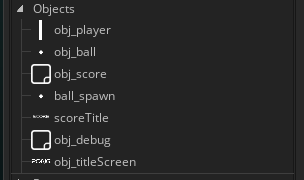 Objects
obj_player
obj_ball
obj_score
ball_spawn
scoreTitle
obj_debug
obj_titleScreen